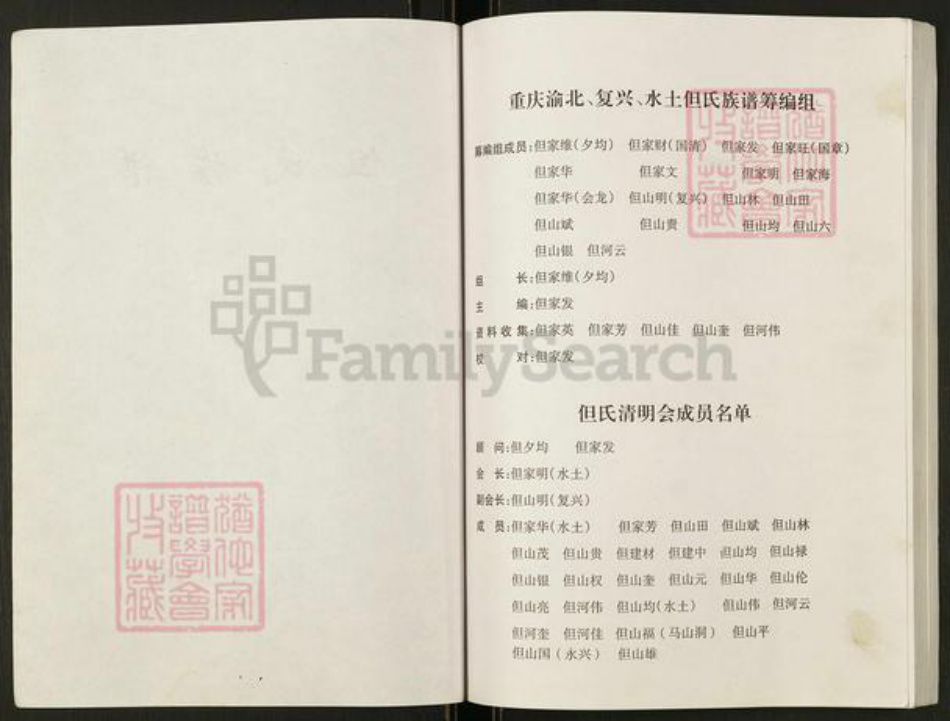 重庆渝北、复兴、水土但氏族谱筹编组
筹编组成员:但家维(夕均) 但家财(国清) 但家发 但家旺(国章)
但家华 但家文 但家明 但家海
但家华(会龙) 但山明(复兴) 但山林 但山田
但山斌 但山贵 但山均 但山六
但山银 但河云
组 长:但家维(夕均)
主 编:但家发
资料收集:但家英 但家芳 但山佳 但山奎 但河伟
校 对:但家发
但氏清明会成员名单
顾 问:但夕均 但家发
会 长:但家明(水土)
副会长:但山明(复兴)
成 员:但家华(水土) 但家芳 但山田 但山斌 但山林
但山茂 但山贵 但建材 但建中 但山均 但山禄
但山银 但山权 但山奎 但山元 但山华 但山伦
但山亮 但河伟 但山均(水土) 但山伟 但河云
但河奎 但河佳 但山福(马山洞) 但山平
但山国(永兴) 但山雄
FamilySearch
譜學會
收藏